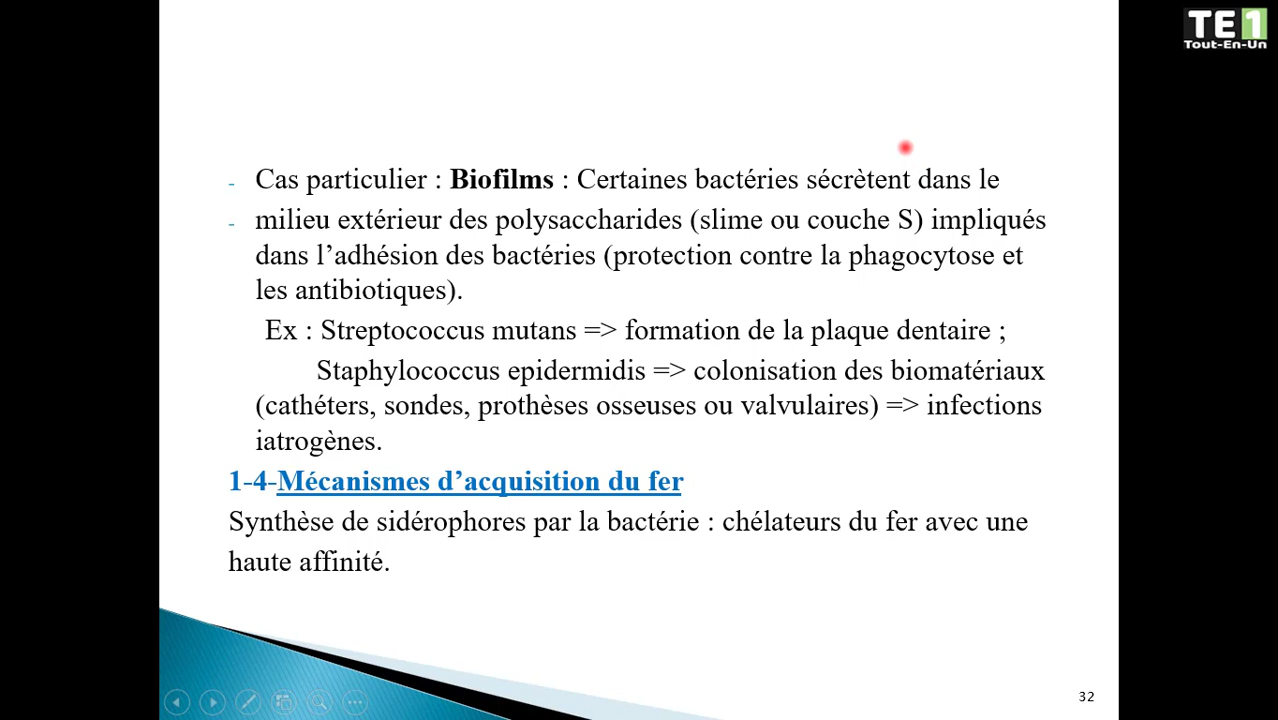 TE1
Tout-En-Un
- Cas particulier : Biofilms : Certaines bactéries sécrètent dans le
- milieu extérieur des polysaccharides (slime ou couche S) impliqués
dans l’adhésion des bactéries (protection contre la phagocytose et
les antibiotiques).
Ex : Streptococcus mutans => formation de la plaque dentaire ;
Staphylococcus epidermidis => colonisation des biomatériaux
(cathéters, sondes, prothèses osseuses ou valvulaires) => infections
iatrogènes.
1-4-Mécanismes d’acquisition du fer
Synthèse de sidérophores par la bactérie : chélateurs du fer avec une
haute affinité.
32